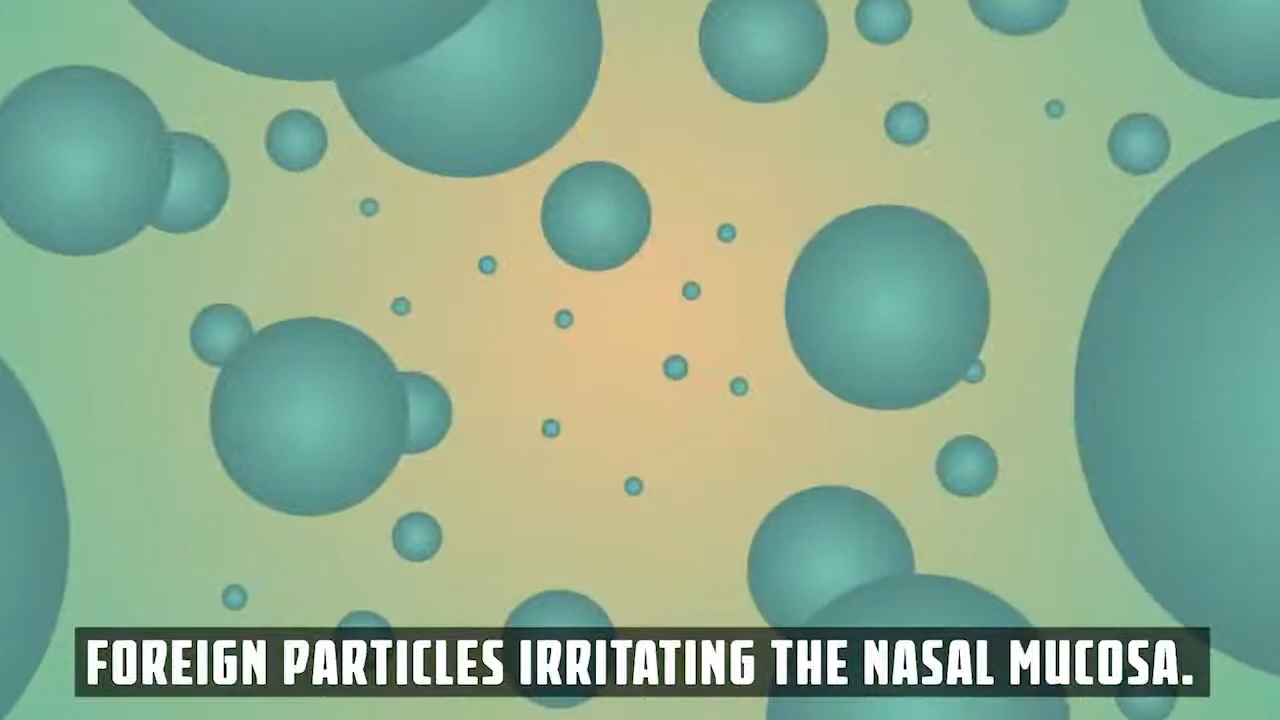 FOREIGN PARTICLES IRRITATING THE NASAL MUCOSA.